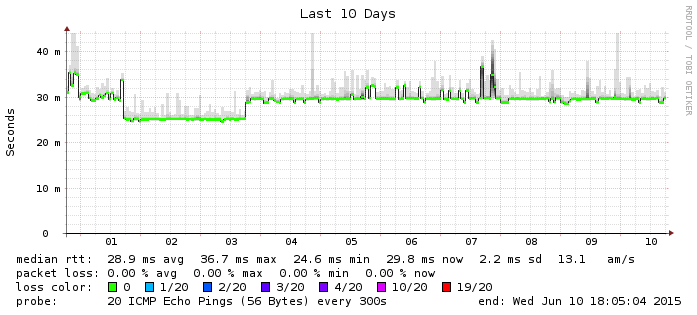 Last 10 Days
RRDTOOL / TOBI OETIKER
Seconds
40 m
30 m
20 m
10 m
0
01 02 03 04 05 06 07 08 09 10
median rtt: 28.9 ms avg 36.7 ms max 24.6 ms min 29.8 ms now 2.2 ms sd 13.1 am/s
packet loss: 0.00 % avg 0.00 % max 0.00 % min 0.00 % now
loss color: 0 1/20 2/20 3/20 4/20 10/20 19/20
probe: 20 ICMP Echo Pings (56 Bytes) every 300s end: Wed Jun 10 18:05:04 2015